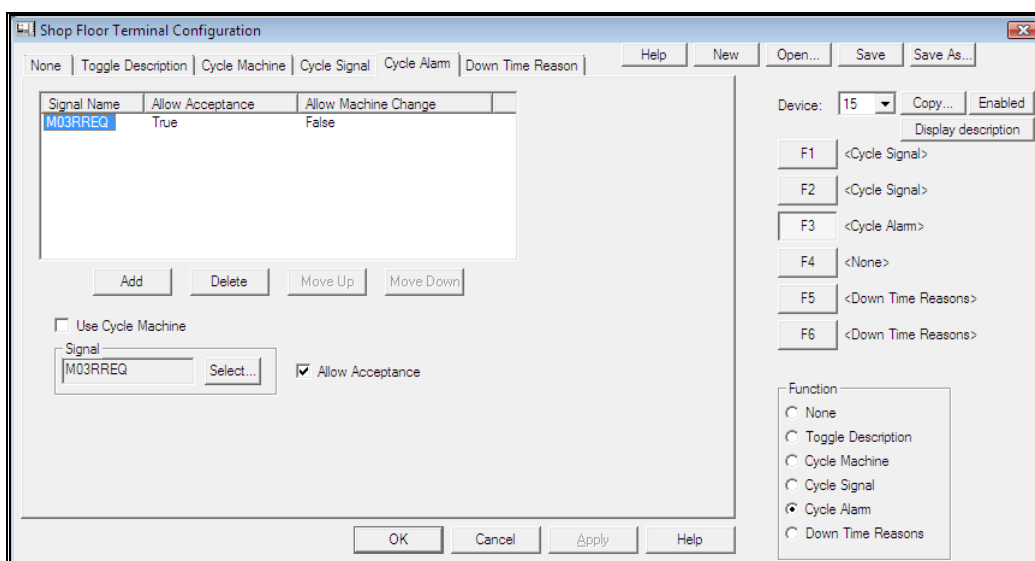 Shop Floor Terminal Configuration
None Toggle Description Cycle Machine Cycle Signal Cycle Alarm Down Time Reason Help New Open... Save Save As...
Signal Name Allow Acceptance Allow Machine Change
M03RREQ True False
Device: 15 Copy... Enabled
Display description
F1 <Cycle Signal>
F2 <Cycle Signal>
F3 <Cycle Alarm>
F4 <None>
F5 <Down Time Reasons>
F6 <Down Time Reasons>
Add Delete Move Up Move Down
Use Cycle Machine
Signal
M03RREQ Select... Allow Acceptance
Function
None
Toggle Description
Cycle Machine
Cycle Signal
Cycle Alarm
Down Time Reasons
OK Cancel Apply Help